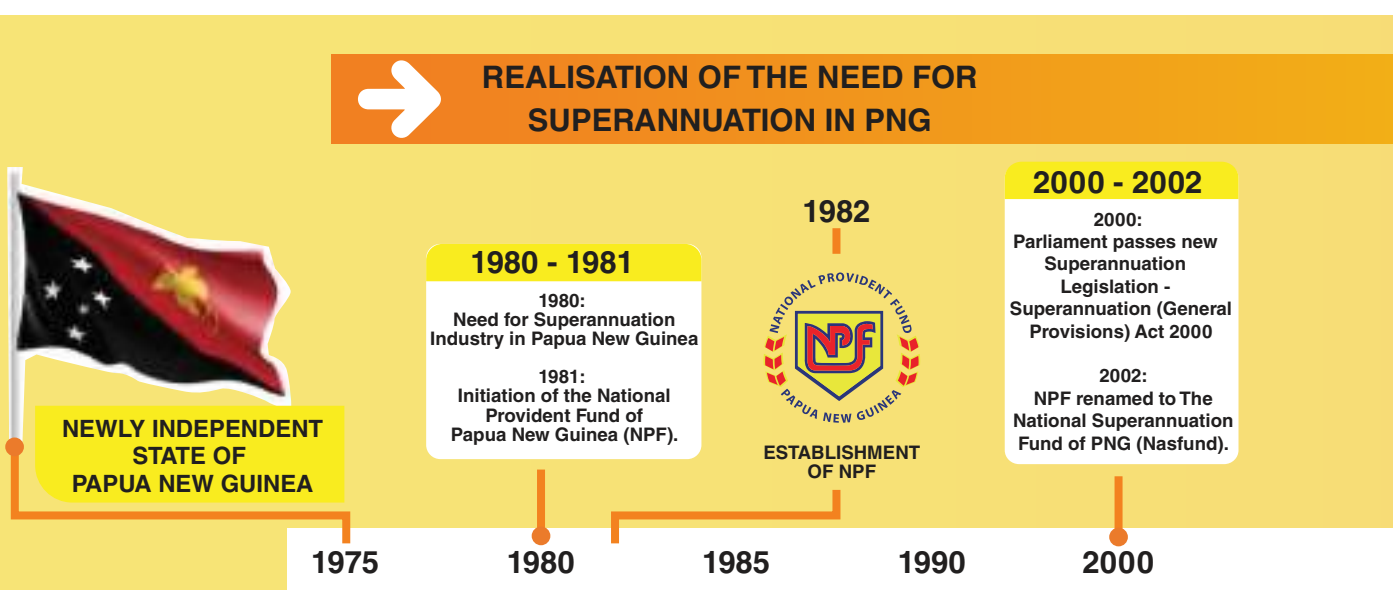 REALISATION OF THE NEED FOR
SUPERANNUATION IN PNG
NEWLY INDEPENDENT
STATE OF
PAPUA NEW GUINEA
1980 - 1981
1980:
Need for Superannuation
Industry in Papua New Guinea
1981:
Initiation of the National
Provident Fund of
Papua New Guinea (NPF).
1982
NATIONAL PROVIDENT FUND
NPF
PAPUA NEW GUINEA
ESTABLISHMENT
OF NPF
2000 - 2002
2000:
Parliament passes new
Superannuation
Legislation -
Superannuation (General
Provisions) Act 2000
2002:
NPF renamed to The
National Superannuation
Fund of PNG (Nasfund).
1975 1980 1985 1990 2000